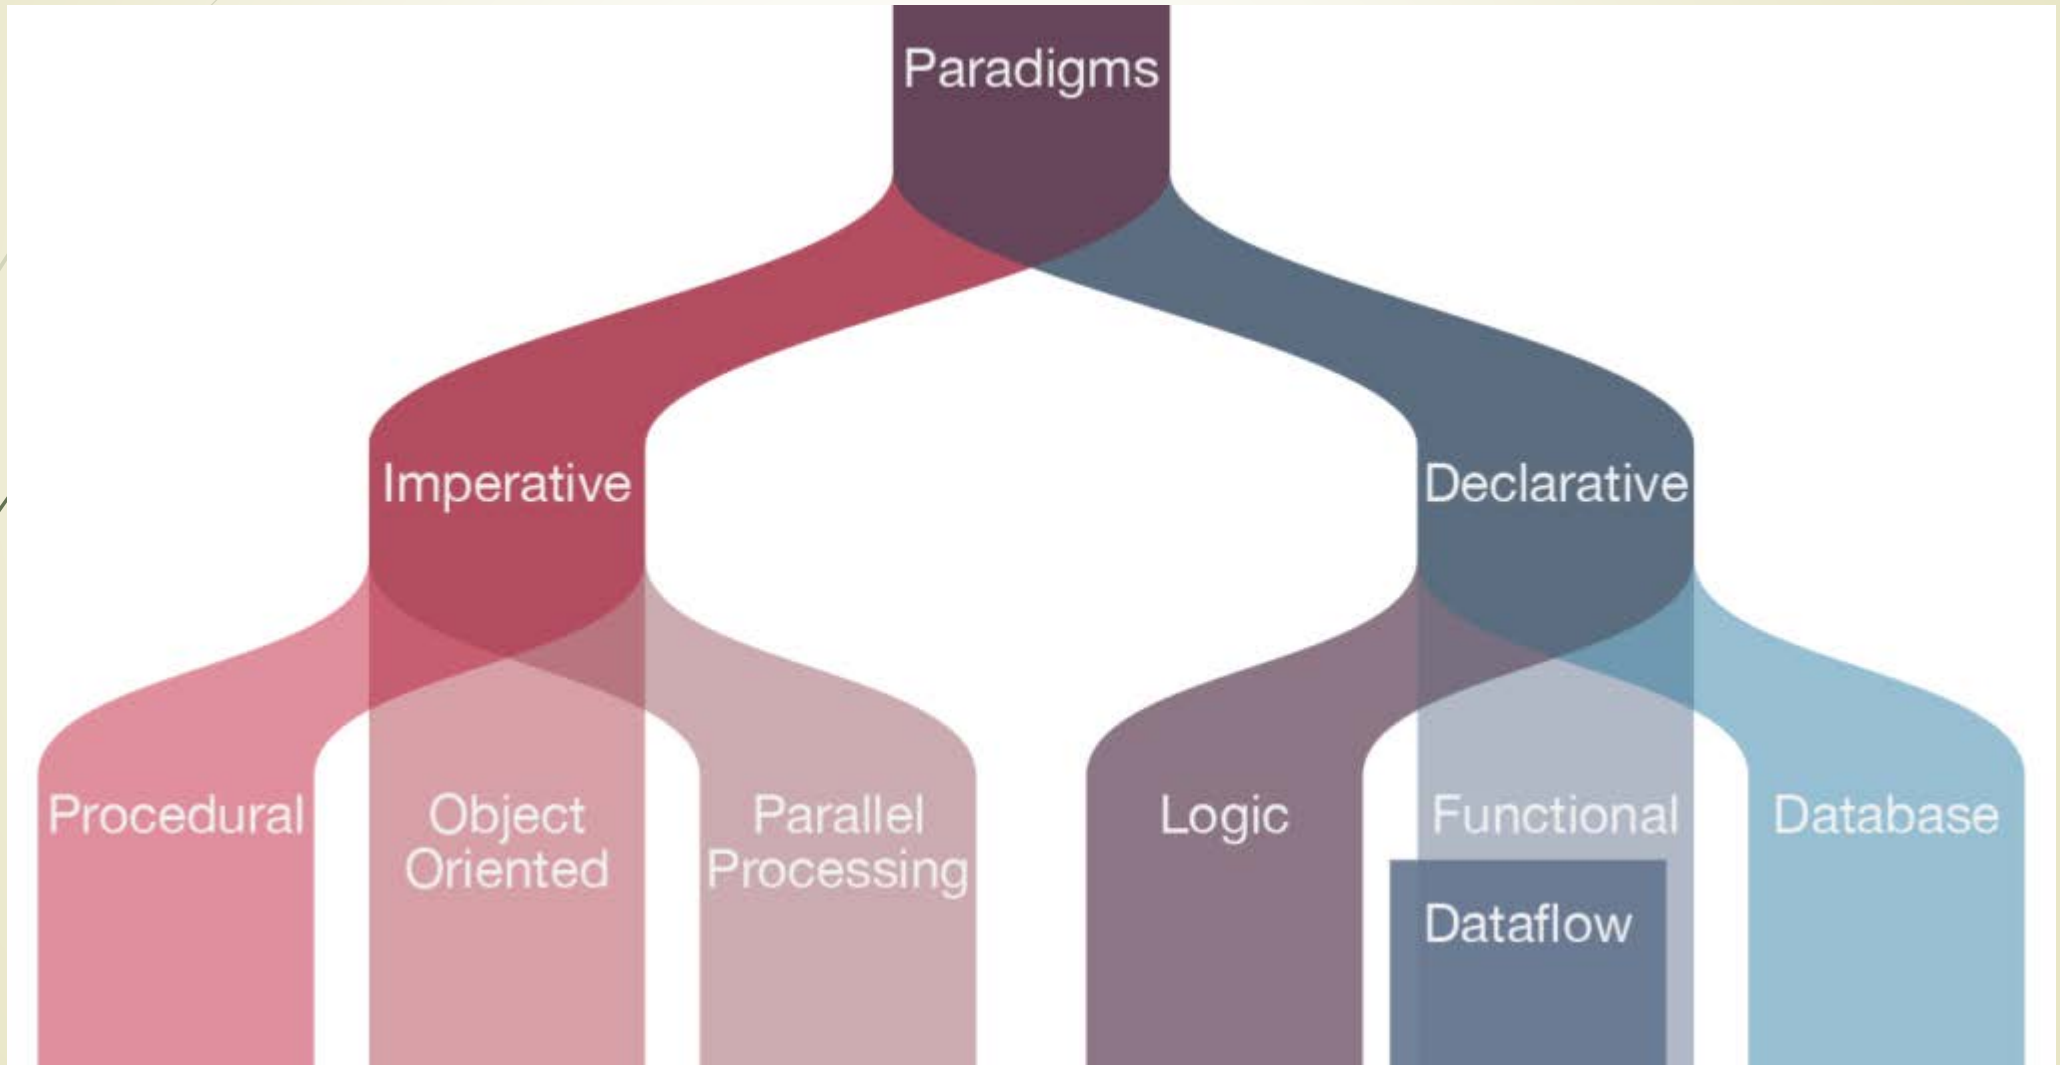 Paradigms
Imperative
Declarative
Procedural
Object
Oriented
Parallel
Processing
Logic
Functional
Database
Dataflow